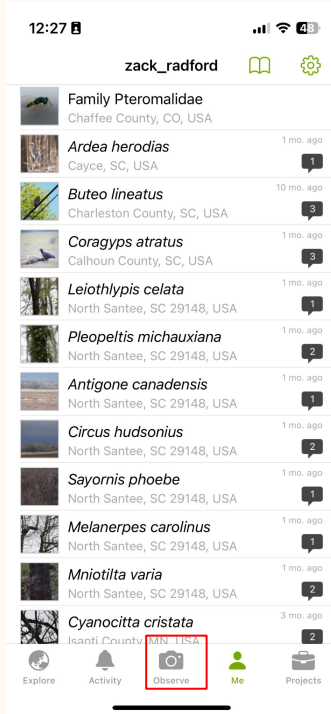 12:27
48
zack_radford
Family Pteromalidae
Chaffee County, CO, USA
Ardea herodias
1 mo. ago
Cayce, SC, USA
1
Buteo lineatus
10 mo. ago
Charleston County, SC, USA
3
Coragyps atratus
1 mo. ago
Calhoun County, SC, USA
3
Leiothlypis celata
1 mo. ago
North Santee, SC 29148, USA
1
Pleopeltis michauxiana
1 mo. ago
North Santee, SC 29148, USA
2
Antigone canadensis
1 mo. ago
North Santee, SC 29148, USA
1
Circus hudsonius
1 mo. ago
North Santee, SC 29148, USA
2
Sayornis phoebe
1 mo. ago
North Santee, SC 29148, USA
1
Melanerpes carolinus
1 mo. ago
North Santee, SC 29148, USA
1
Mniotilta varia
1 mo. ago
North Santee, SC 29148, USA
2
Cyanocitta cristata
3 mo. ago
Isanti County, MN, USA
2
Explore
Activity
Observe
Me
Projects